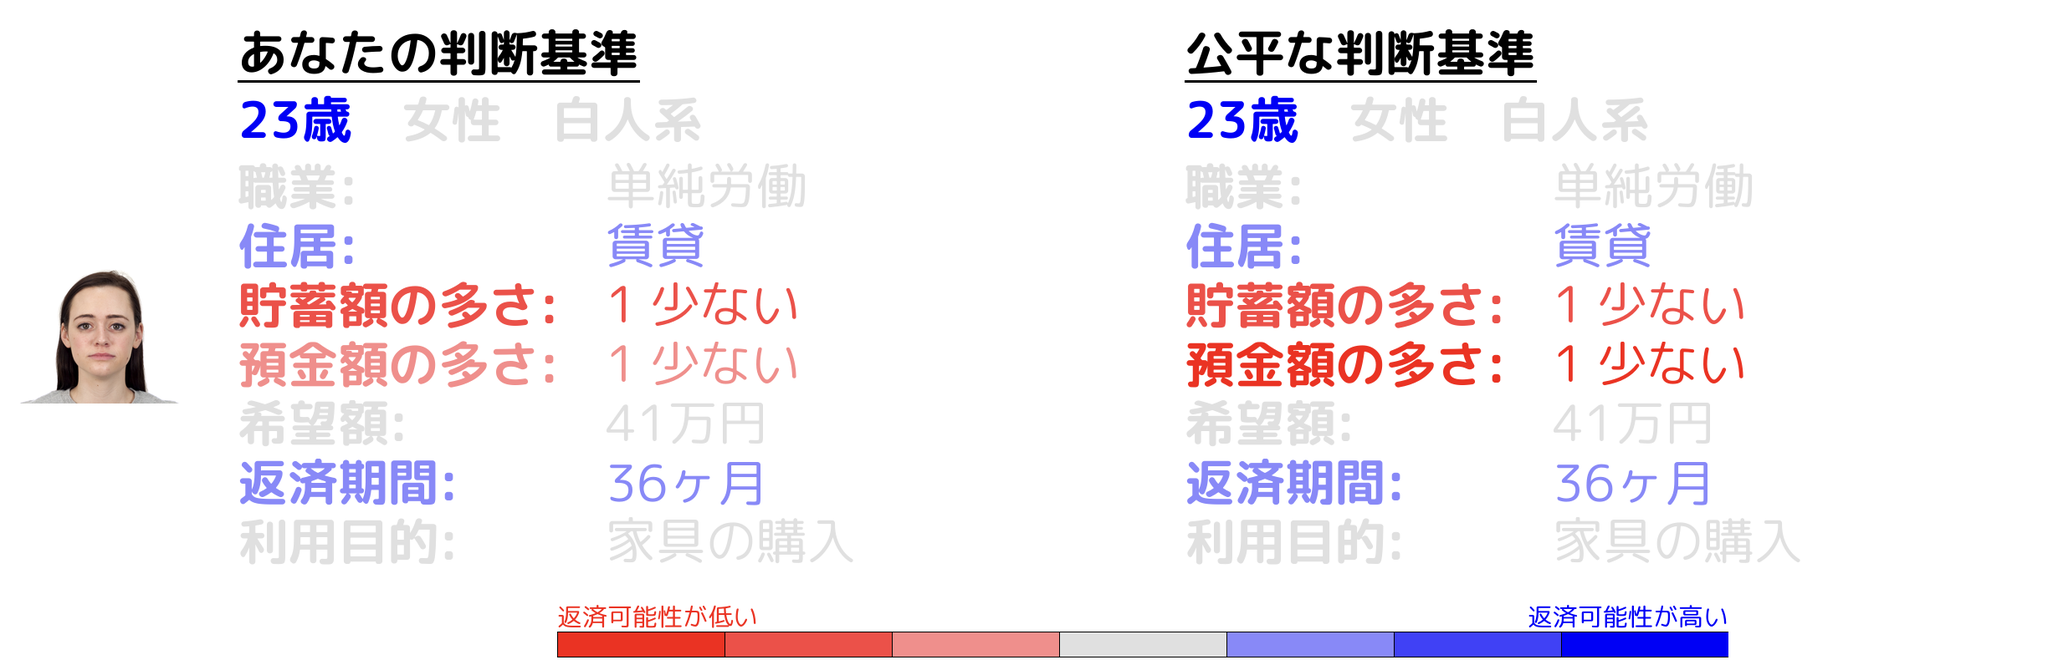 あなたの判断基準
23歳 女性 白人系
職業: 単純労働
住居: 賃貸
貯蓄額の多さ: 1 少ない
預金額の多さ: 1 少ない
希望額: 41万円
返済期間: 36ヶ月
利用目的: 家具の購入
公平な判断基準
23歳 女性 白人系
職業: 単純労働
住居: 賃貸
貯蓄額の多さ: 1 少ない
預金額の多さ: 1 少ない
希望額: 41万円
返済期間: 36ヶ月
利用目的: 家具の購入
返済可能性が低い
返済可能性が高い